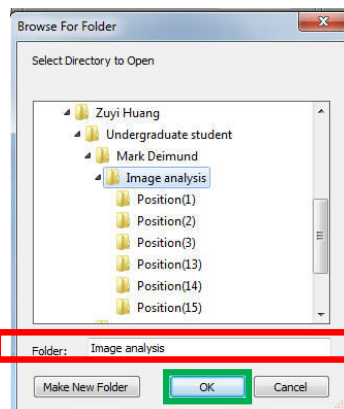 Browse For Folder
Select Directory to Open
Zuyi Huang
Undergraduate student
Mark Deimund
Image analysis
Position(1)
Position(2)
Position(3)
Position(13)
Position(14)
Position(15)
Folder: Image analysis
Make New Folder OK Cancel